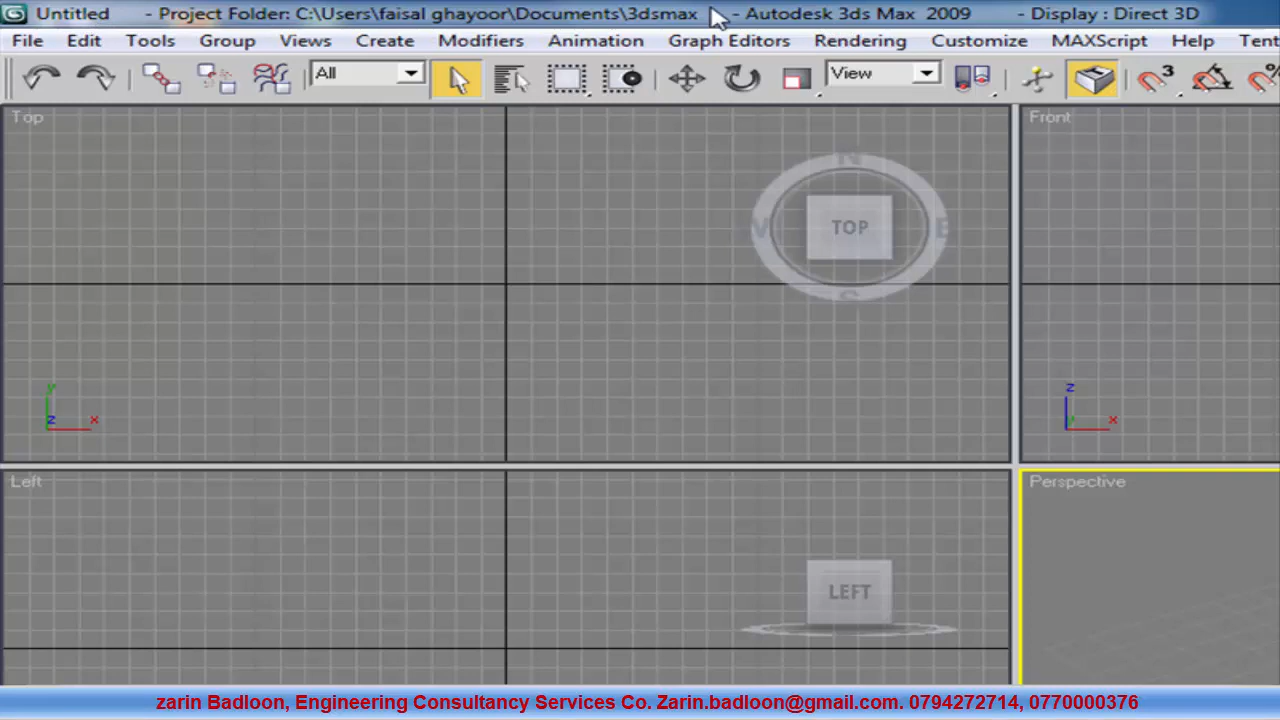 Untitled - Project Folder: C:\Users\faisal ghayoor\Documents\3dsmax - Autodesk 3ds Max 2009 - Display : Direct 3D
File Edit Tools Group Views Create Modifiers Animation Graph Editors Rendering Customize MAXScript Help Tent
All View 3 %
Top Front
N
W TOP E
S
y z
z x y x
Left Perspective
LEFT
zarin Badloon, Engineering Consultancy Services Co. Zarin.badloon@gmail.com. 0794272714, 0770000376